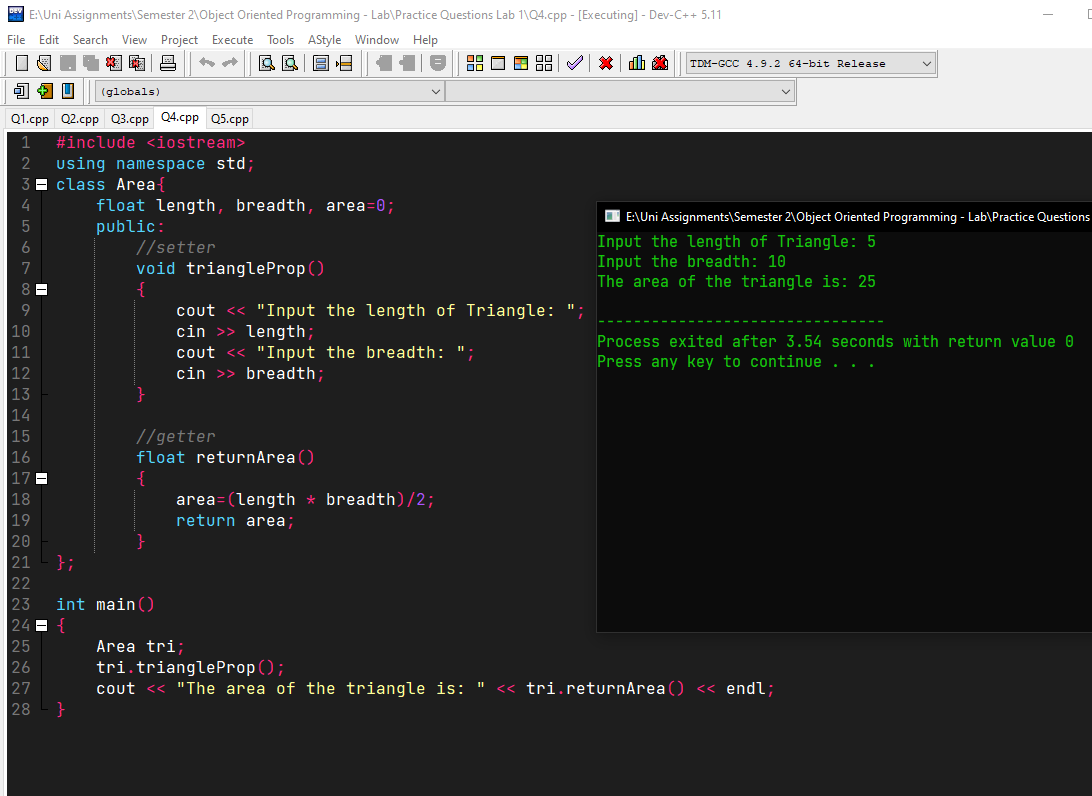 E:\Uni Assignments\Semester 2\Object Oriented Programming - Lab\Practice Questions Lab 1\Q4.cpp - [Executing] - Dev-C++ 5.11
File Edit Search View Project Execute Tools AStyle Window Help
TDM-GCC 4.9.2 64-bit Release
(globals)
Q1.cpp Q2.cpp Q3.cpp Q4.cpp Q5.cpp
1 #include <iostream>
2 using namespace std;
3 class Area{
4 float length, breadth, area=0;
5 public:
6 //setter
7 void triangleProp()
8 {
9 cout << "Input the length of Triangle: ";
10 cin >> length;
11 cout << "Input the breadth: ";
12 cin >> breadth;
13 }
14
15 //getter
16 float returnArea()
17 {
18 area=(length * breadth)/2;
19 return area;
20 }
21 };
22
23 int main()
24 {
25 Area tri;
26 tri.triangleProp();
27 cout << "The area of the triangle is: " << tri.returnArea() << endl;
28 }
E:\Uni Assignments\Semester 2\Object Oriented Programming - Lab\Practice Questions
Input the length of Triangle: 5
Input the breadth: 10
The area of the triangle is: 25
--------------------------------
Process exited after 3.54 seconds with return value 0
Press any key to continue . . .